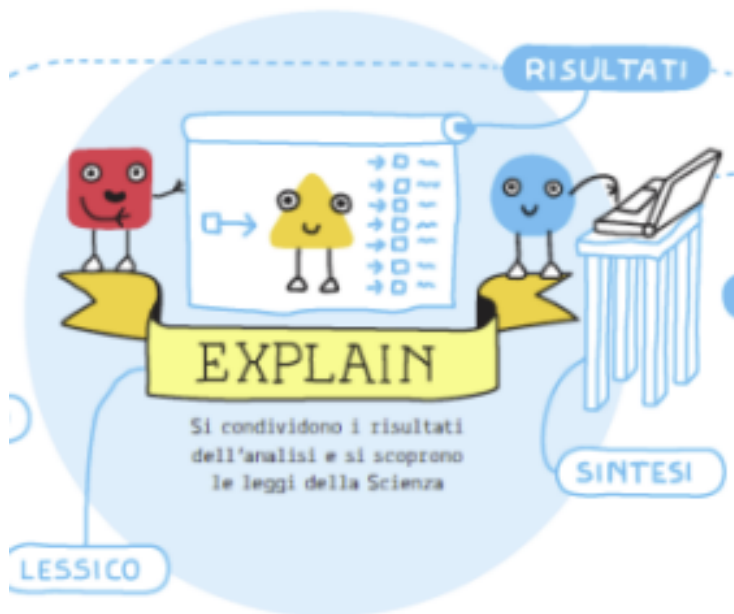 RISULTATI
EXPLAIN
Si condividono i risultati
dell'analisi e si scoprono
le leggi della Scienza
SINTESI
LESSICO